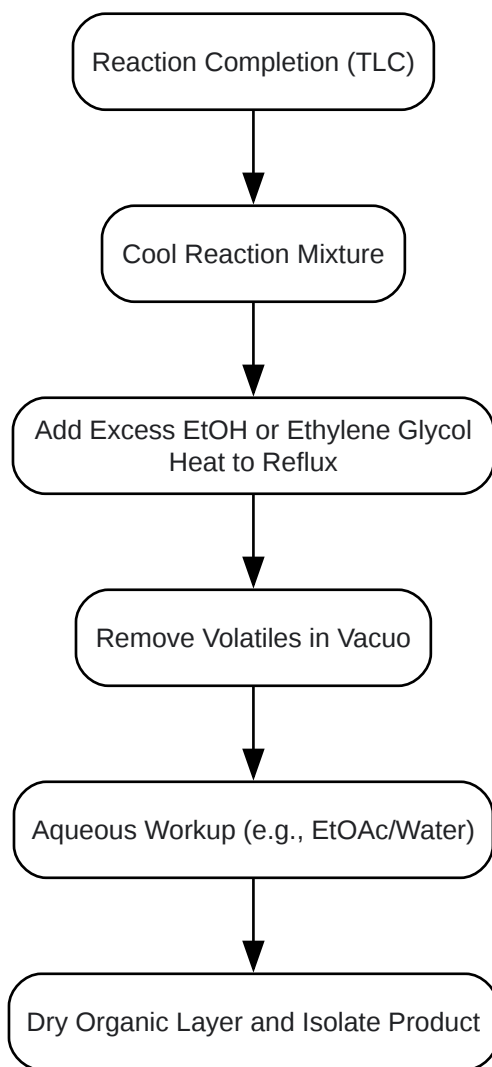 Reaction Completion (TLC)
Cool Reaction Mixture
Add Excess EtOH or Ethylene Glycol
Heat to Reflux
Remove Volatiles in Vacuo
Aqueous Workup (e.g., EtOAc/Water)
Dry Organic Layer and Isolate Product